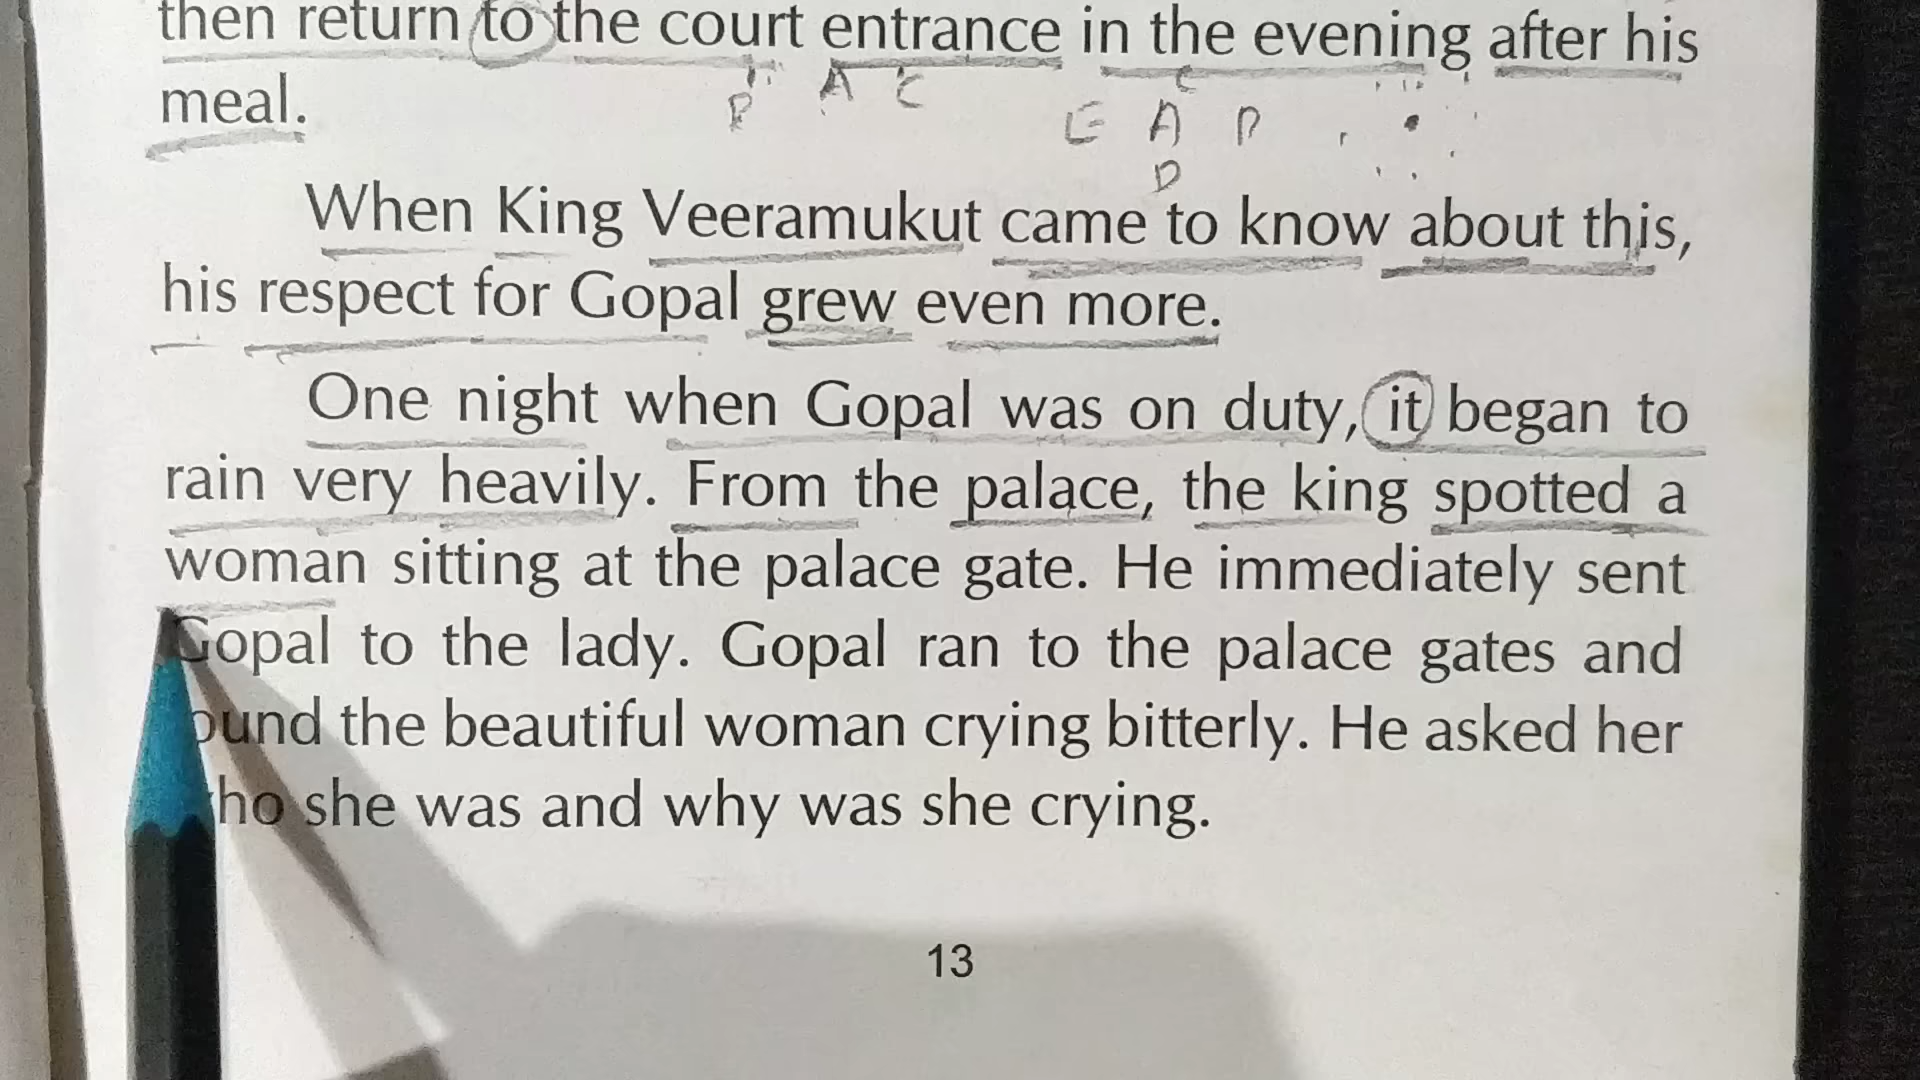 then return to the court entrance in the evening after his
meal.
P A C
E A P
D
When King Veeramukut came to know about this,
his respect for Gopal grew even more.
One night when Gopal was on duty, it began to
rain very heavily. From the palace, the king spotted a
woman sitting at the palace gate. He immediately sent
Gopal to the lady. Gopal ran to the palace gates and
ound the beautiful woman crying bitterly. He asked her
ho she was and why was she crying.
13